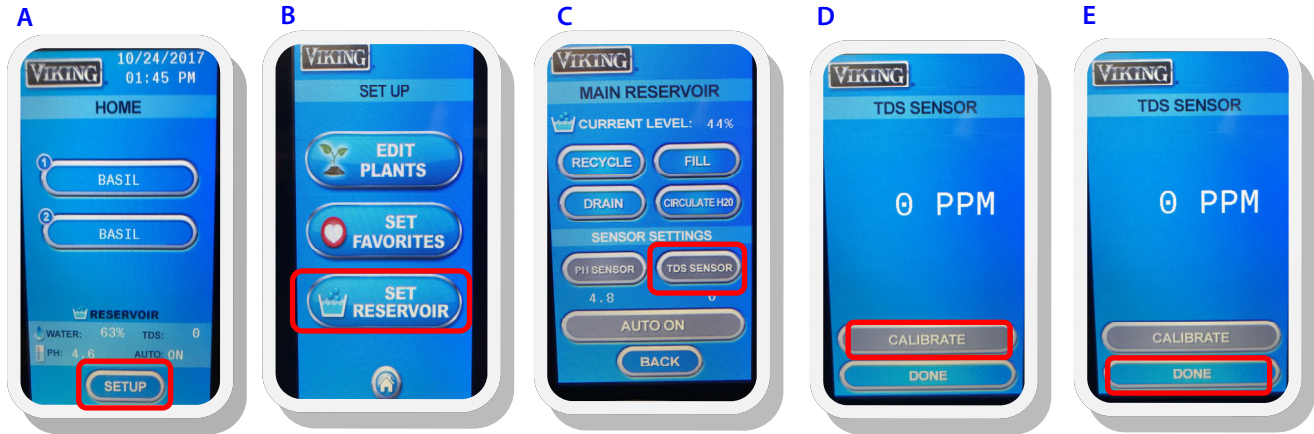 A
VIKING
10/24/2017
01:45 PM
HOME
1
BASIL
2
BASIL
RESERVOIR
WATER: 63% TDS: 0
PH: 4.6 AUTO: ON
SETUP
B
VIKING
SET UP
EDIT
PLANTS
SET
FAVORITES
SET
RESERVOIR
C
VIKING
MAIN RESERVOIR
CURRENT LEVEL: 44%
RECYCLE FILL
DRAIN CIRCULATE H20
SENSOR SETTINGS
PH SENSOR TDS SENSOR
4.8 0
AUTO ON
BACK
D
VIKING
TDS SENSOR
0 PPM
CALIBRATE
DONE
E
VIKING
TDS SENSOR
0 PPM
CALIBRATE
DONE